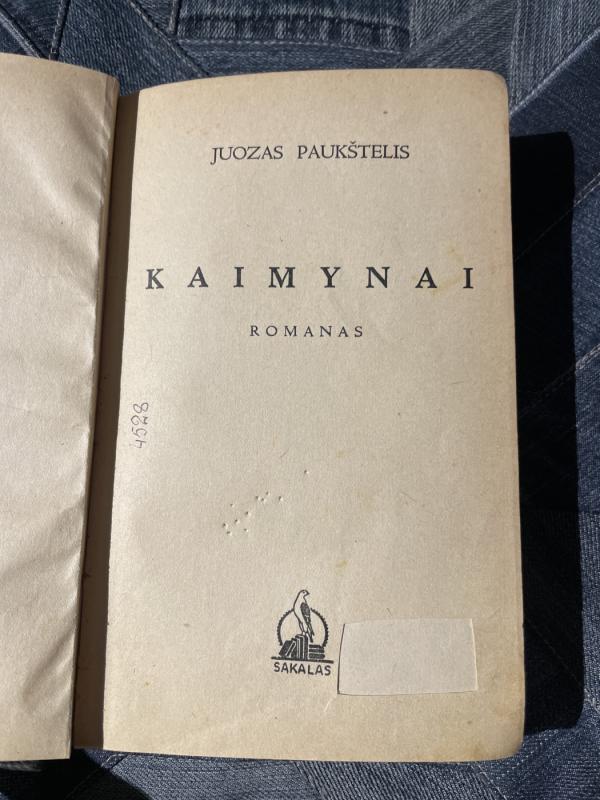 JUOZAS PAUKŠTELIS
KAIMYNAI
ROMANAS
4528
SAKALAS